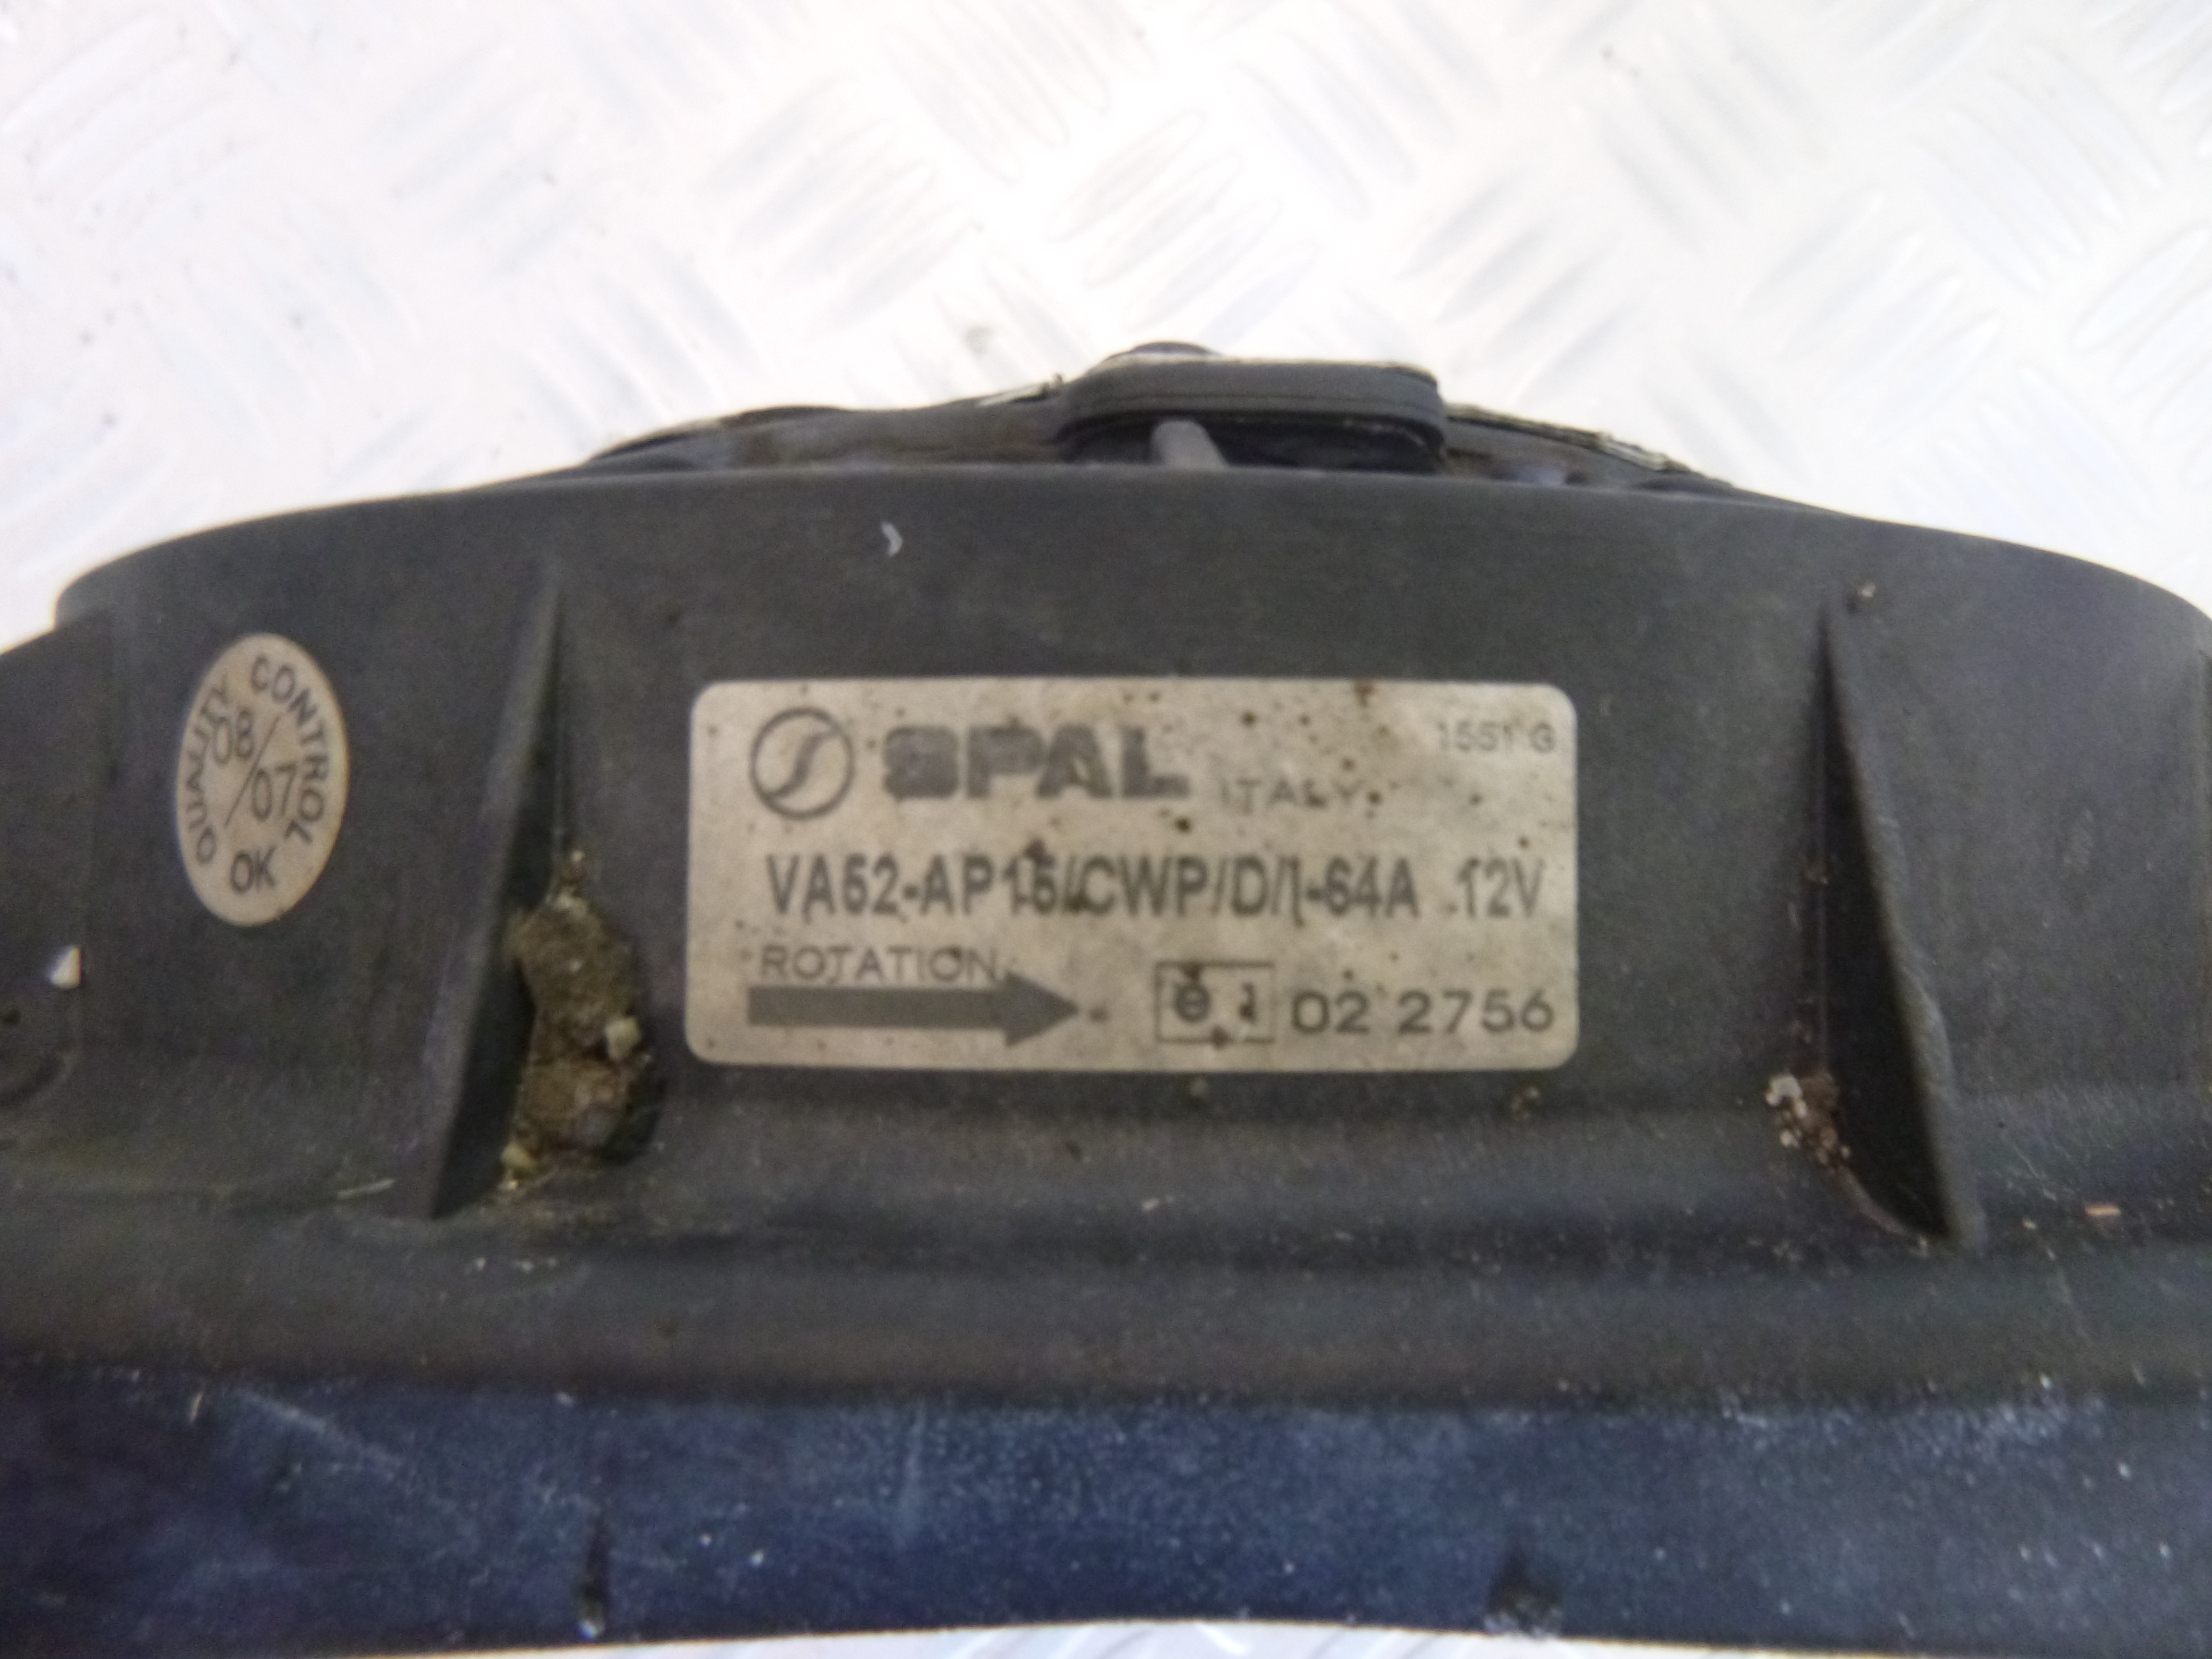 QUALITY CONTROL
08/07
OK
SPAL ITALY
1551 G
VA52-AP15/CWP/D/I-64A 12V
ROTATION
02 2756